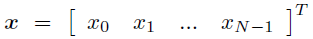 x = [ x₀ x₁ ... x_{N−1} ]^T